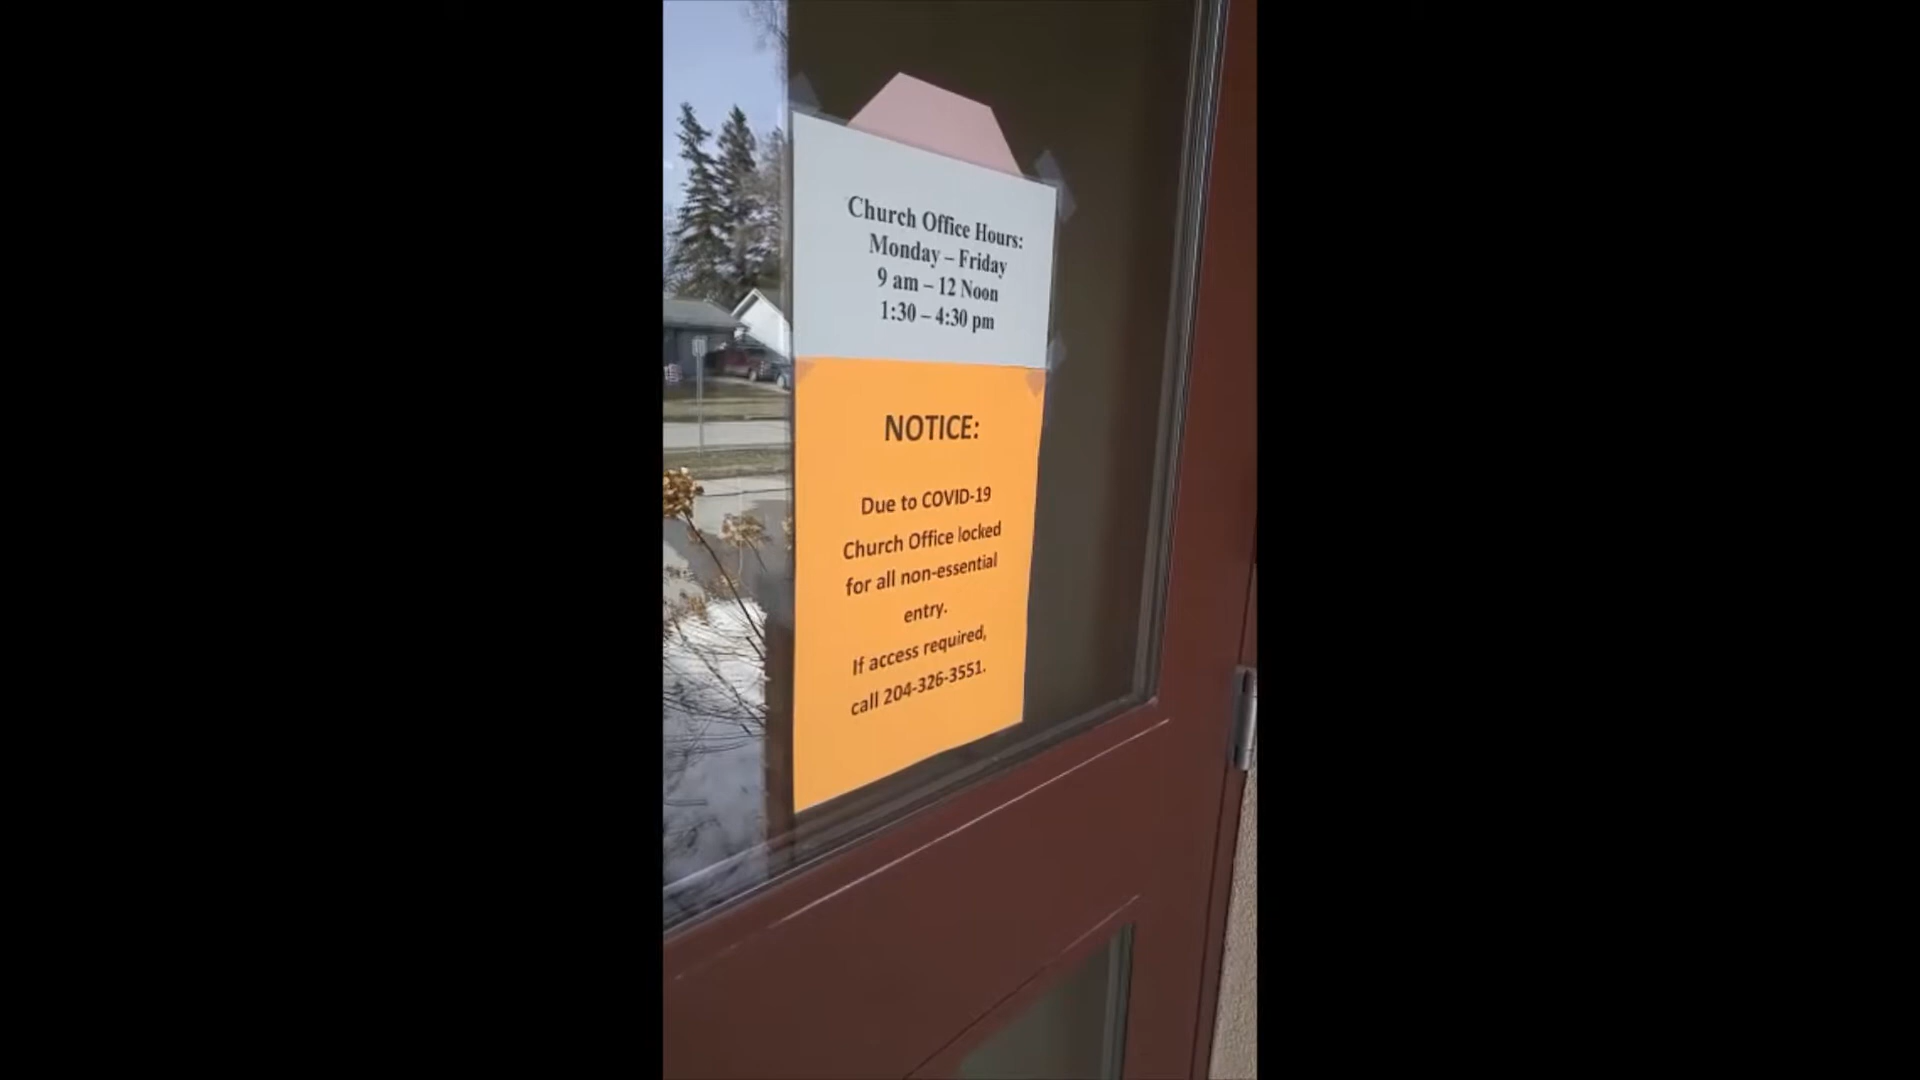 Church Office Hours:
Monday – Friday
9 am – 12 Noon
1:30 – 4:30 pm
NOTICE:
Due to COVID-19
Church Office locked
for all non-essential
entry.
If access required,
call 204-326-3551.